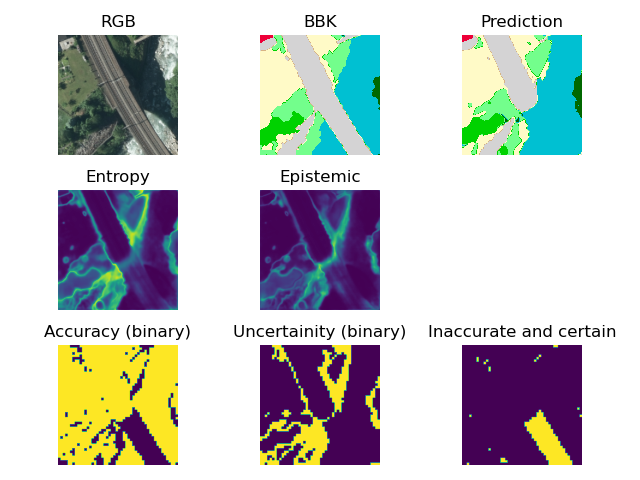 RGB
BBK
Prediction
Entropy
Epistemic
Accuracy (binary)
Uncertainity (binary)
Inaccurate and certain